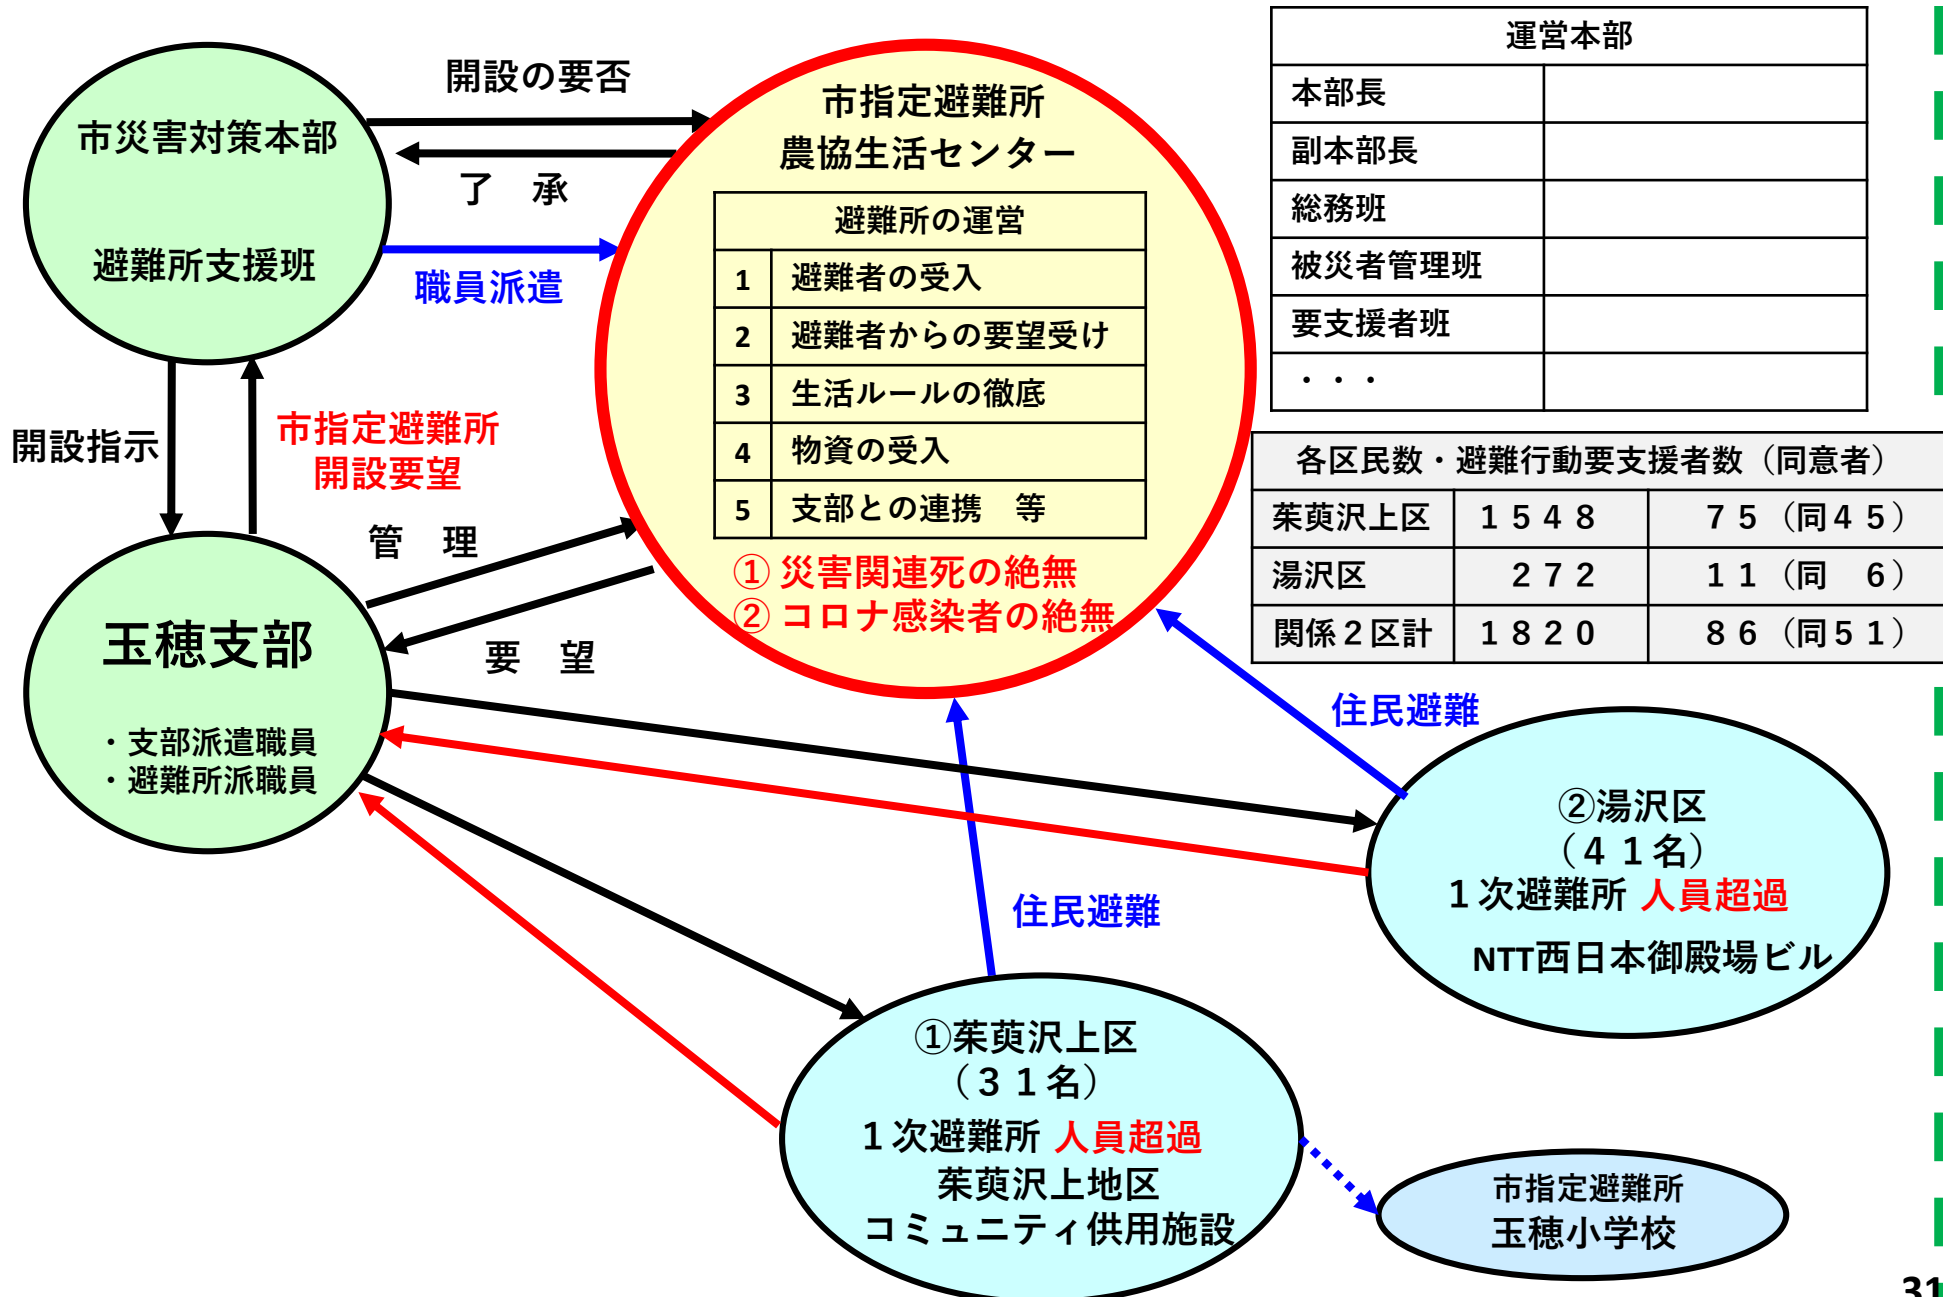 市災害対策本部
避難所支援班
開設の要否
了　承
職員派遣
市指定避難所
農協生活センター
避難所の運営
1 避難者の受入
2 避難者からの要望受け
3 生活ルールの徹底
4 物資の受入
5 支部との連携　等
① 災害関連死の絶無
② コロナ感染者の絶無
運営本部
本部長
副本部長
総務班
被災者管理班
要支援者班
・・・
各区民数・避難行動要支援者数（同意者）
茱萸沢上区 １５４８ ７５（同４５）
湯沢区 ２７２ １１（同　６）
関係２区計 １８２０ ８６（同５１）
開設指示
市指定避難所
開設要望
管　理
要　望
玉穂支部
・支部派遣職員
・避難所派職員
住民避難
②湯沢区
（４１名）
１次避難所 人員超過
NTT西日本御殿場ビル
住民避難
①茱萸沢上区
（３１名）
１次避難所 人員超過
茱萸沢上地区
コミュニティ供用施設
市指定避難所
玉穂小学校
31